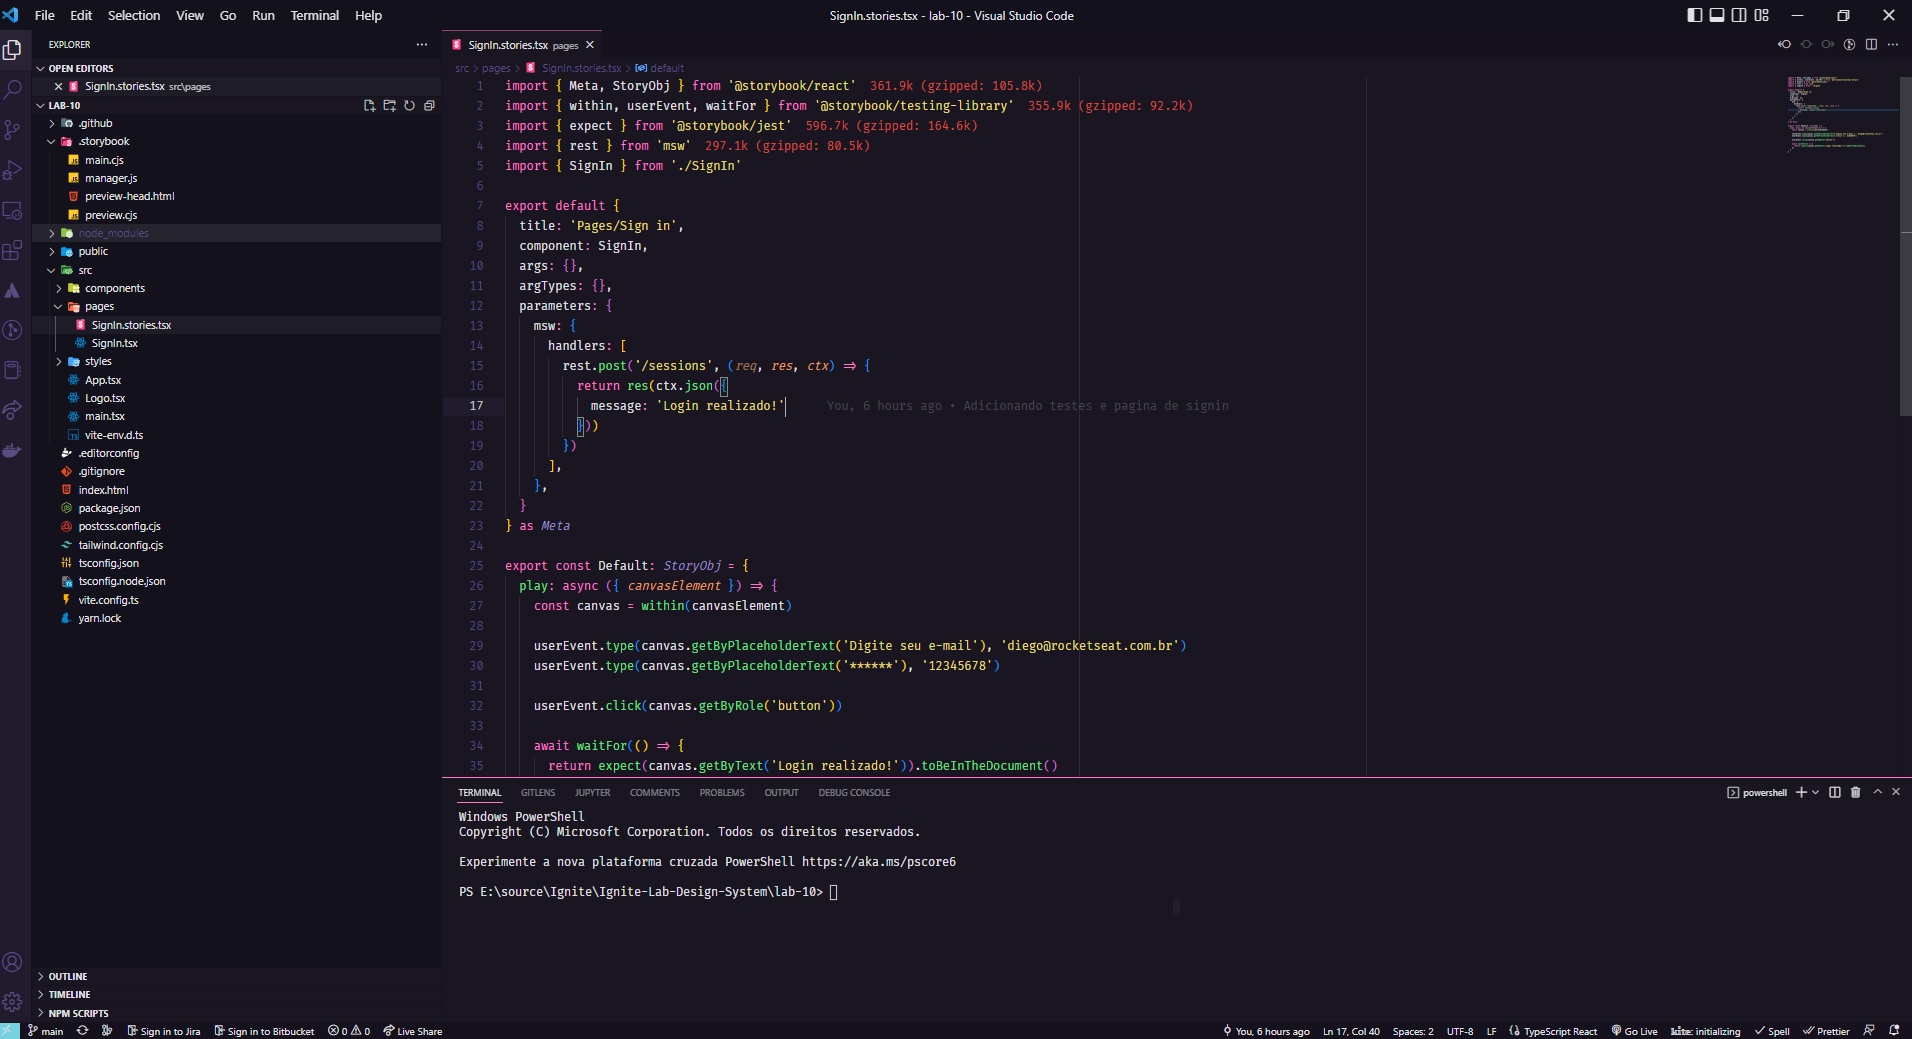 File Edit Selection View Go Run Terminal Help
SignIn.stories.tsx - lab-10 - Visual Studio Code
EXPLORER
OPEN EDITORS
SignIn.stories.tsx src\pages
LAB-10
.github
.storybook
main.cjs
manager.js
preview-head.html
preview.cjs
node_modules
public
src
components
pages
SignIn.stories.tsx
SignIn.tsx
styles
App.tsx
Logo.tsx
main.tsx
vite-env.d.ts
.editorconfig
.gitignore
index.html
package.json
postcss.config.cjs
tailwind.config.cjs
tsconfig.json
tsconfig.node.json
vite.config.ts
yarn.lock
OUTLINE
TIMELINE
NPM SCRIPTS
SignIn.stories.tsx pages
src > pages > SignIn.stories.tsx > default
1 import { Meta, StoryObj } from '@storybook/react' 361.9k (gzipped: 105.8k)
2 import { within, userEvent, waitFor } from '@storybook/testing-library' 355.9k (gzipped: 92.2k)
3 import { expect } from '@storybook/jest' 596.7k (gzipped: 164.6k)
4 import { rest } from 'msw' 297.1k (gzipped: 80.5k)
5 import { SignIn } from './SignIn'
6
7 export default {
8 title: 'Pages/Sign in',
9 component: SignIn,
10 args: {},
11 argTypes: {},
12 parameters: {
13 msw: {
14 handlers: [
15 rest.post('/sessions', (req, res, ctx) => {
16 return res(ctx.json({
17 message: 'Login realizado!' You, 6 hours ago • Adicionando testes e pagina de signin
18 }))
19 })
20 ],
21 },
22 }
23 } as Meta
24
25 export const Default: StoryObj = {
26 play: async ({ canvasElement }) => {
27 const canvas = within(canvasElement)
28
29 userEvent.type(canvas.getByPlaceholderText('Digite seu e-mail'), 'diego@rocketseat.com.br')
30 userEvent.type(canvas.getByPlaceholderText('******'), '12345678')
31
32 userEvent.click(canvas.getByRole('button'))
33
34 await waitFor(() => {
35 return expect(canvas.getByText('Login realizado!')).toBeInTheDocument()
TERMINAL GITLENS JUPYTER COMMENTS PROBLEMS OUTPUT DEBUG CONSOLE
powershell
Windows PowerShell
Copyright (C) Microsoft Corporation. Todos os direitos reservados.
Experimente a nova plataforma cruzada PowerShell https://aka.ms/pscore6
PS E:\source\Ignite\Ignite-Lab-Design-System\lab-10>
main Sign in to Jira Sign in to Bitbucket 0 0 Live Share
You, 6 hours ago Ln 17, Col 40 Spaces: 2 UTF-8 LF TypeScript React Go Live kite: initializing Spell Prettier